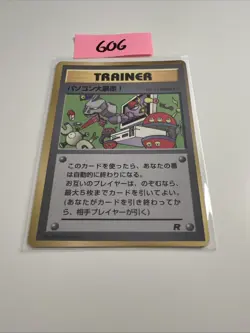 606
TRAINER
パソコン大暴走！
このカードを使ったら、あなたの番
は自動的に終わりになる。
お互いのプレイヤーは、のぞむなら、
最大5枚までカードを引いてよい。
(あなたがカードを引き終わってか
ら、相手プレイヤーが引く)
R